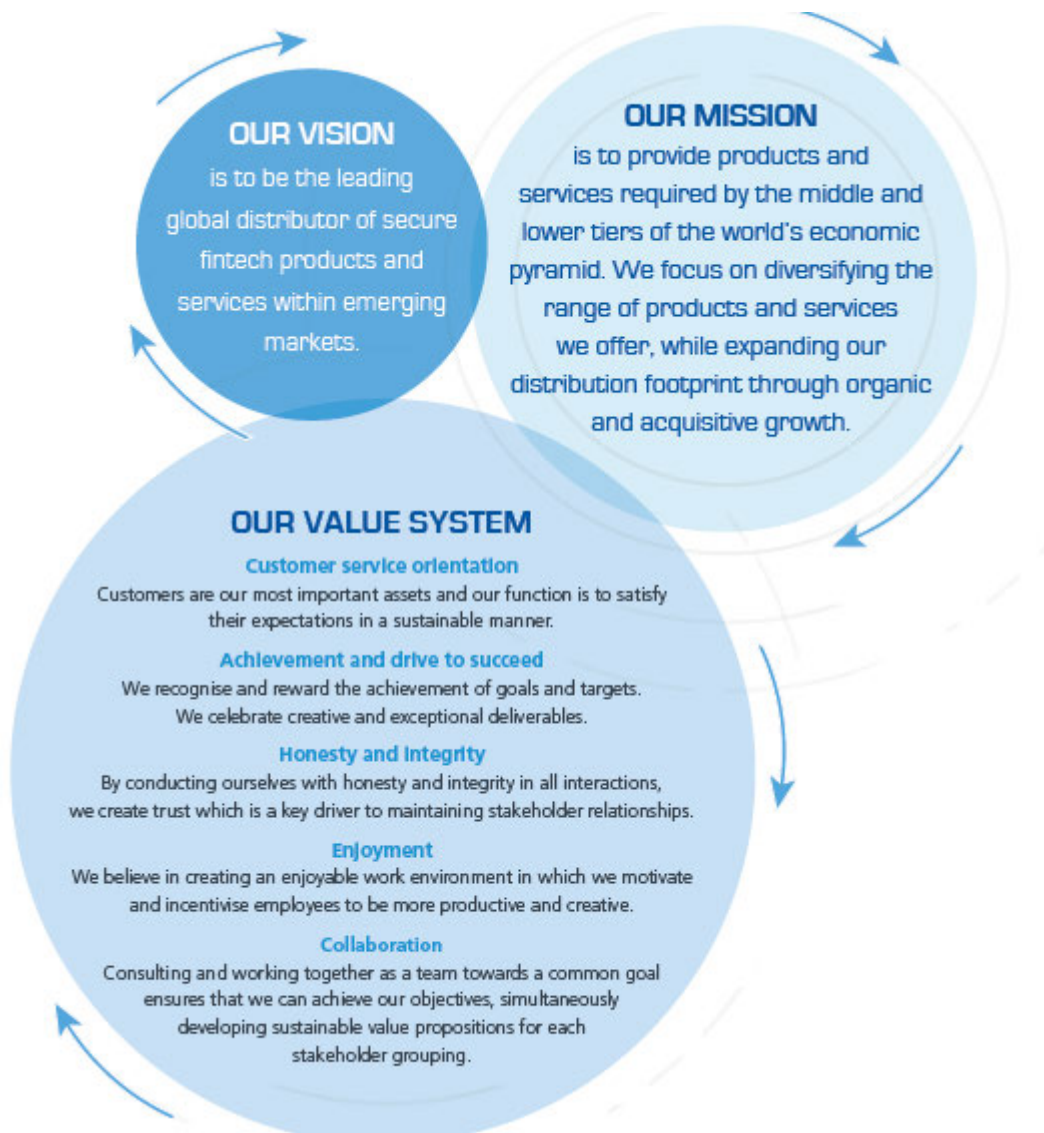 OUR VISION
is to be the leading
global distributor of secure
fintech products and
services within emerging
markets.
OUR MISSION
is to provide products and
services required by the middle and
lower tiers of the world's economic
pyramid. We focus on diversifying the
range of products and services
we offer, while expanding our
distribution footprint through organic
and acquisitive growth.
OUR VALUE SYSTEM
Customer service orientation
Customers are our most important assets and our function is to satisfy
their expectations in a sustainable manner.
Achievement and drive to succeed
We recognise and reward the achievement of goals and targets.
We celebrate creative and exceptional deliverables.
Honesty and integrity
By conducting ourselves with honesty and integrity in all interactions,
we create trust which is a key driver to maintaining stakeholder relationships.
Enjoyment
We believe in creating an enjoyable work environment in which we motivate
and incentivise employees to be more productive and creative.
Collaboration
Consulting and working together as a team towards a common goal
ensures that we can achieve our objectives, simultaneously
developing sustainable value propositions for each
stakeholder grouping.